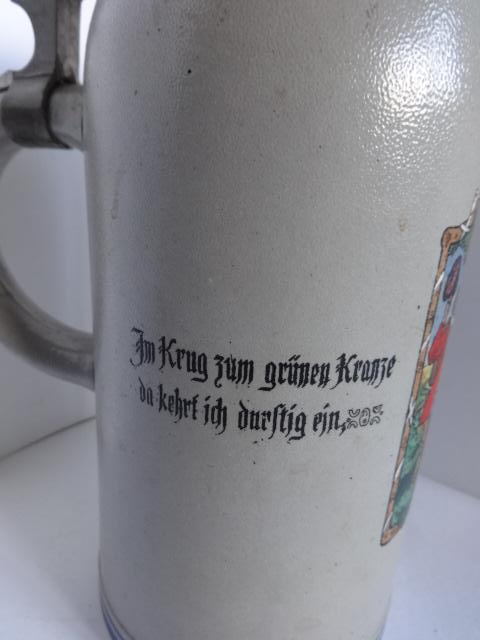 Im Krug zum grünen Kranze
da kehrt ich durstig ein,